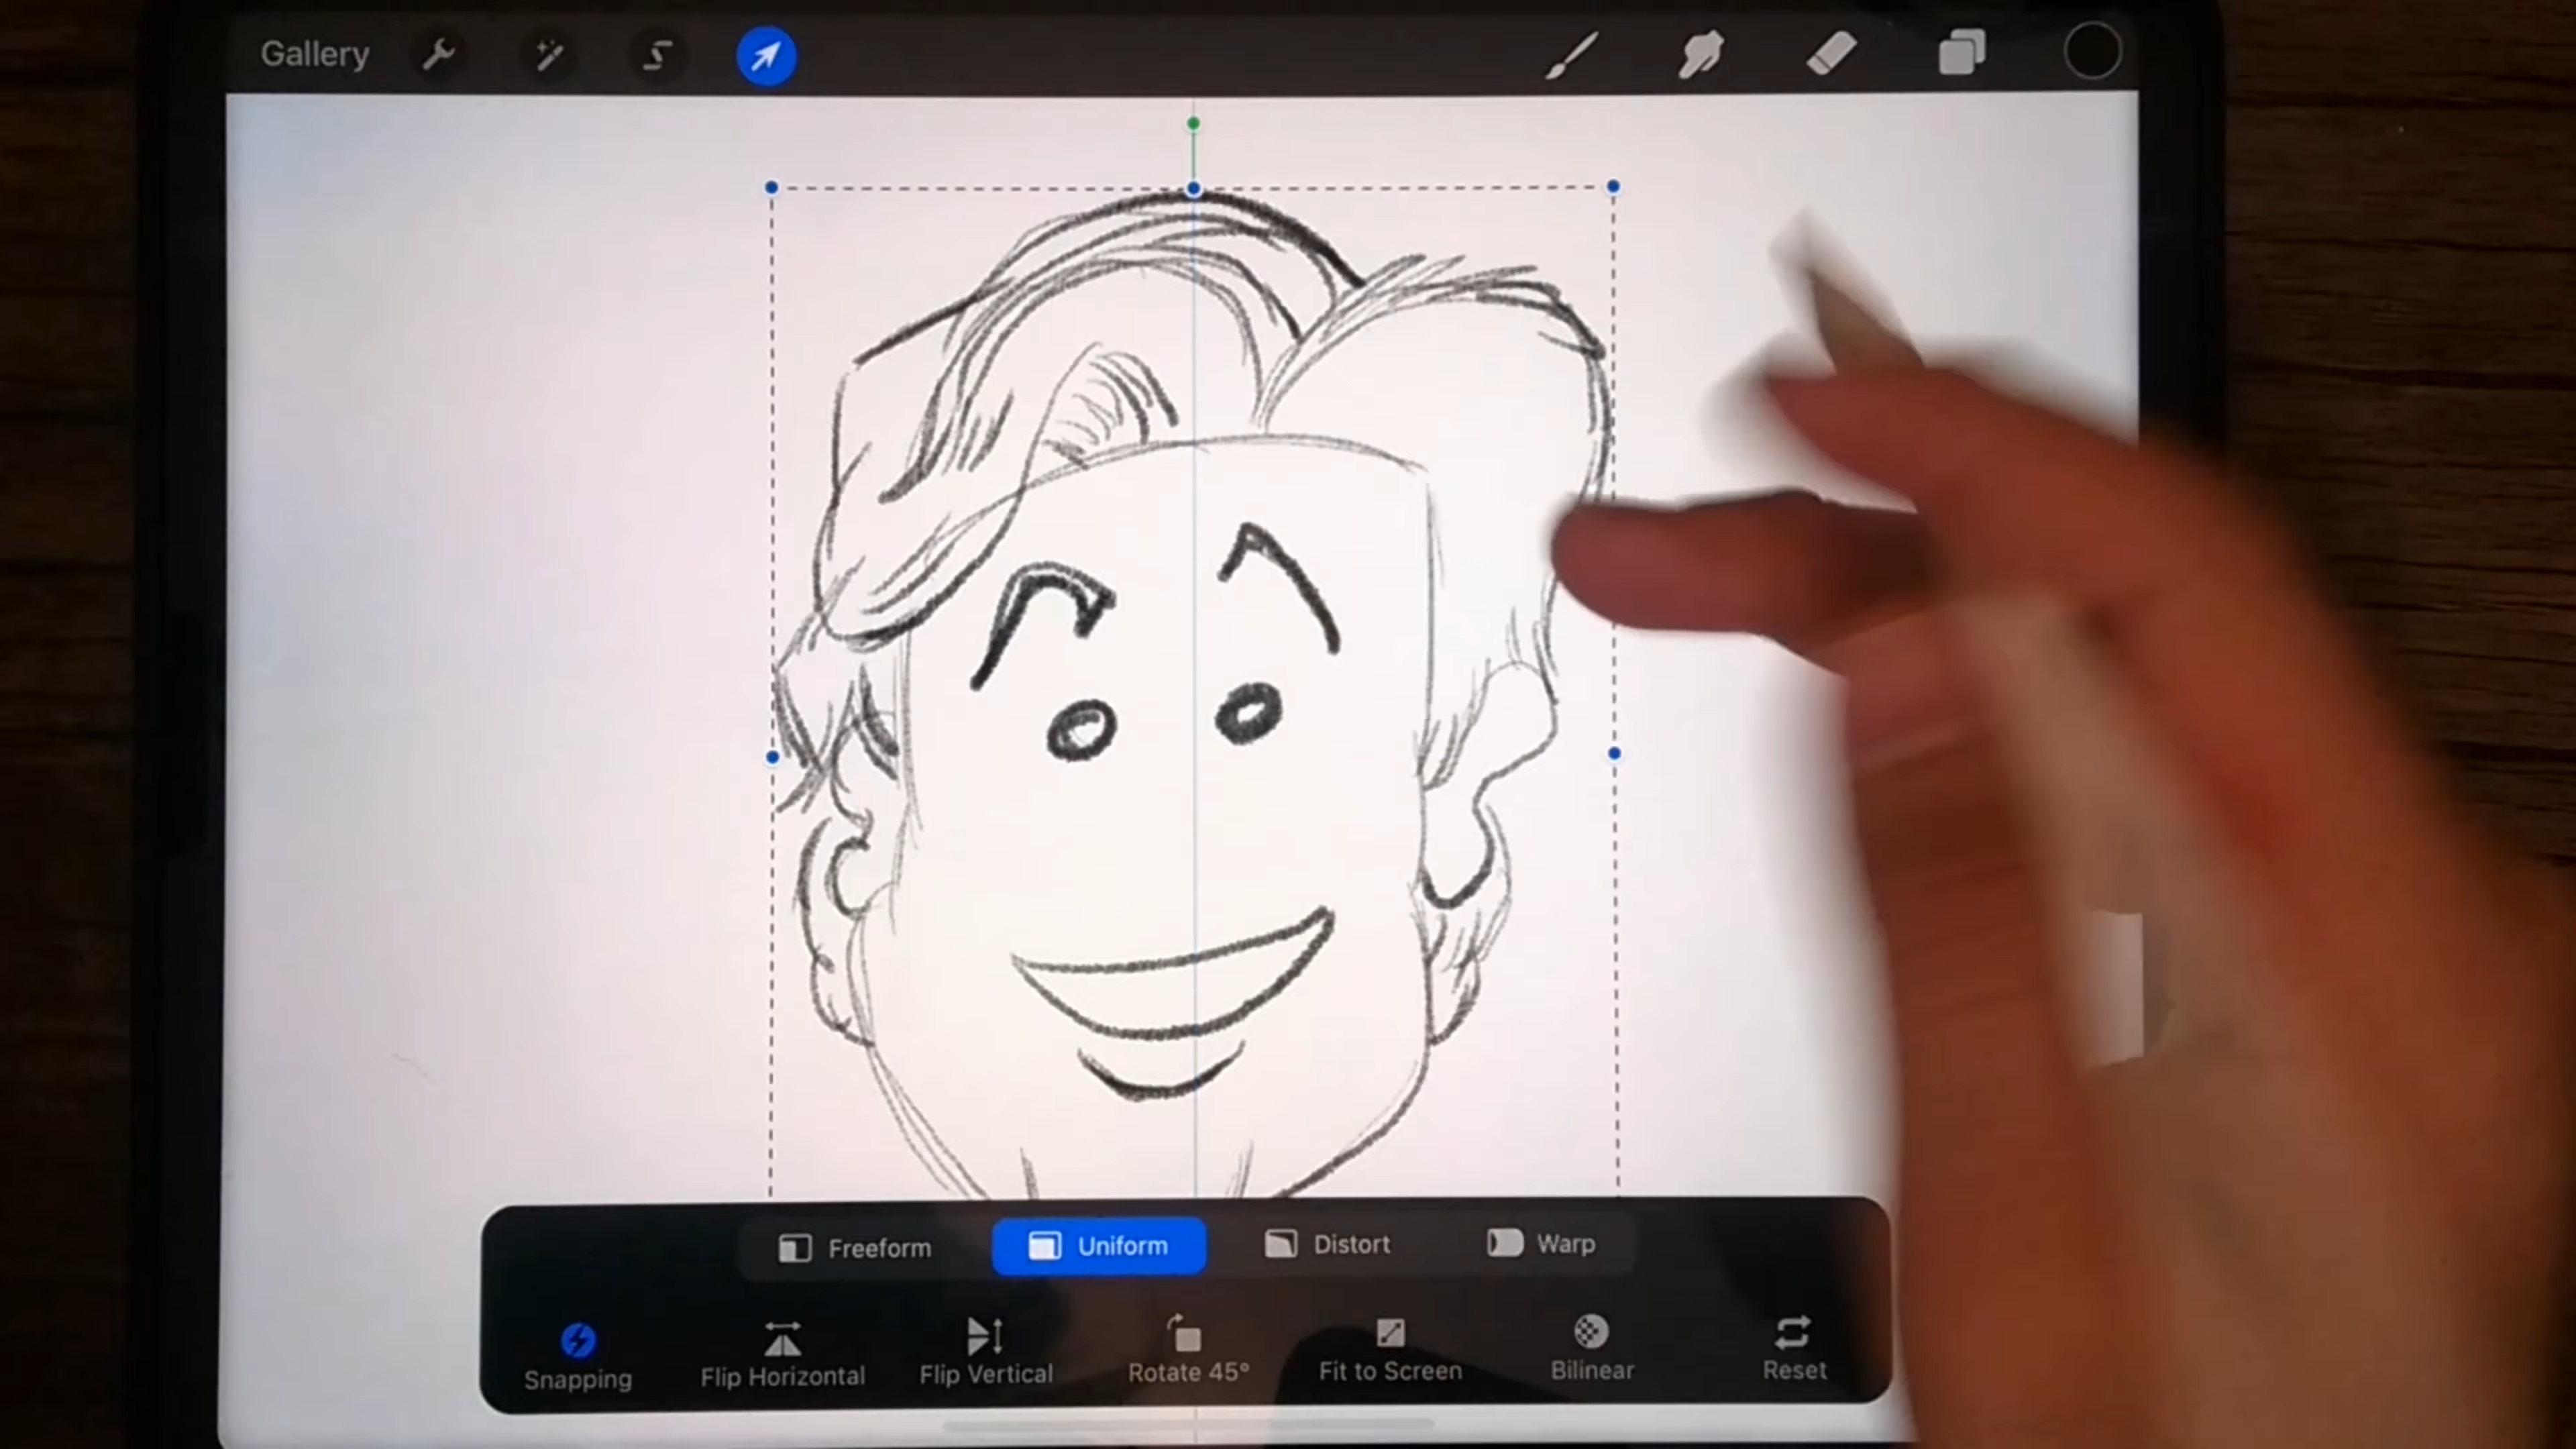 Gallery
Freeform Uniform Distort Warp
Snapping Flip Horizontal Flip Vertical Rotate 45° Fit to Screen Bilinear Reset